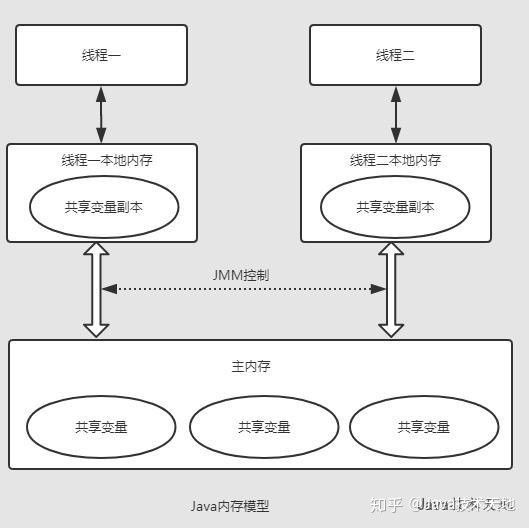 线程一
线程二
线程一本地内存
线程二本地内存
共享变量副本
共享变量副本
JMM控制
主内存
共享变量
共享变量
共享变量
Java内存模型
知乎 @Java技术天地